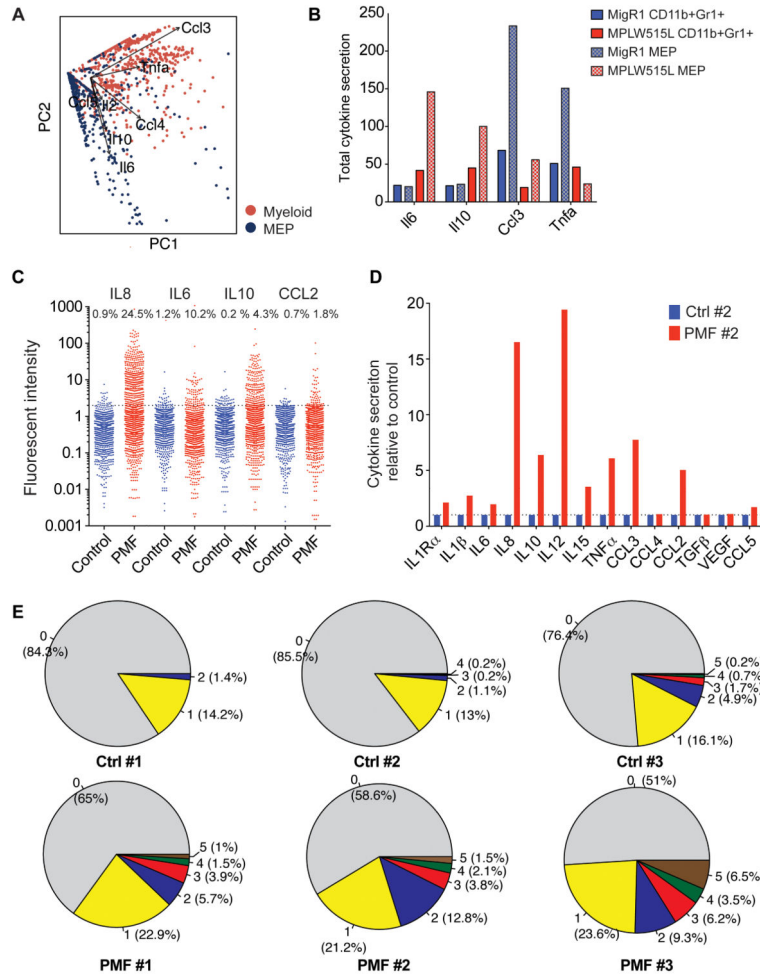 A
Ccl3
Tnfa
Ccl5
Il2
Ccl4
Il10
Il6
PC2
PC1
Myeloid
MEP
B
Total cytokine secretion
250
200
150
100
50
0
Il6
Il10
Ccl3
Tnfa
MigR1 CD11b+Gr1+
MPLW515L CD11b+Gr1+
MigR1 MEP
MPLW515L MEP
C
IL8 IL6 IL10 CCL2
0.9% 24.5% 1.2% 10.2% 0.2 % 4.3% 0.7% 1.8%
Fluorescent intensity
1000
100
10
1
0.1
0.01
0.001
Control
PMF
Control
PMF
Control
PMF
Control
PMF
D
Cytokine secreiton
relative to control
20
15
10
5
0
Ctrl #2
PMF #2
IL1Rα
IL1β
IL6
IL8
IL10
IL12
IL15
TNFα
CCL3
CCL4
CCL2
TGFβ
VEGF
CCL5
E
0
(84.3%)
2 (1.4%)
1 (14.2%)
Ctrl #1
0
(85.5%)
4 (0.2%)
3 (0.2%)
2 (1.1%)
1 (13%)
Ctrl #2
0
(76.4%)
5 (0.2%)
4 (0.7%)
3 (1.7%)
2 (4.9%)
1 (16.1%)
Ctrl #3
0
(65%)
5 (1%)
4 (1.5%)
3 (3.9%)
2 (5.7%)
1 (22.9%)
PMF #1
0
(58.6%)
5 (1.5%)
4 (2.1%)
3 (3.8%)
2 (12.8%)
1
(21.2%)
PMF #2
0 (51%)
5 (6.5%)
4 (3.5%)
3 (6.2%)
2 (9.3%)
1
(23.6%)
PMF #3